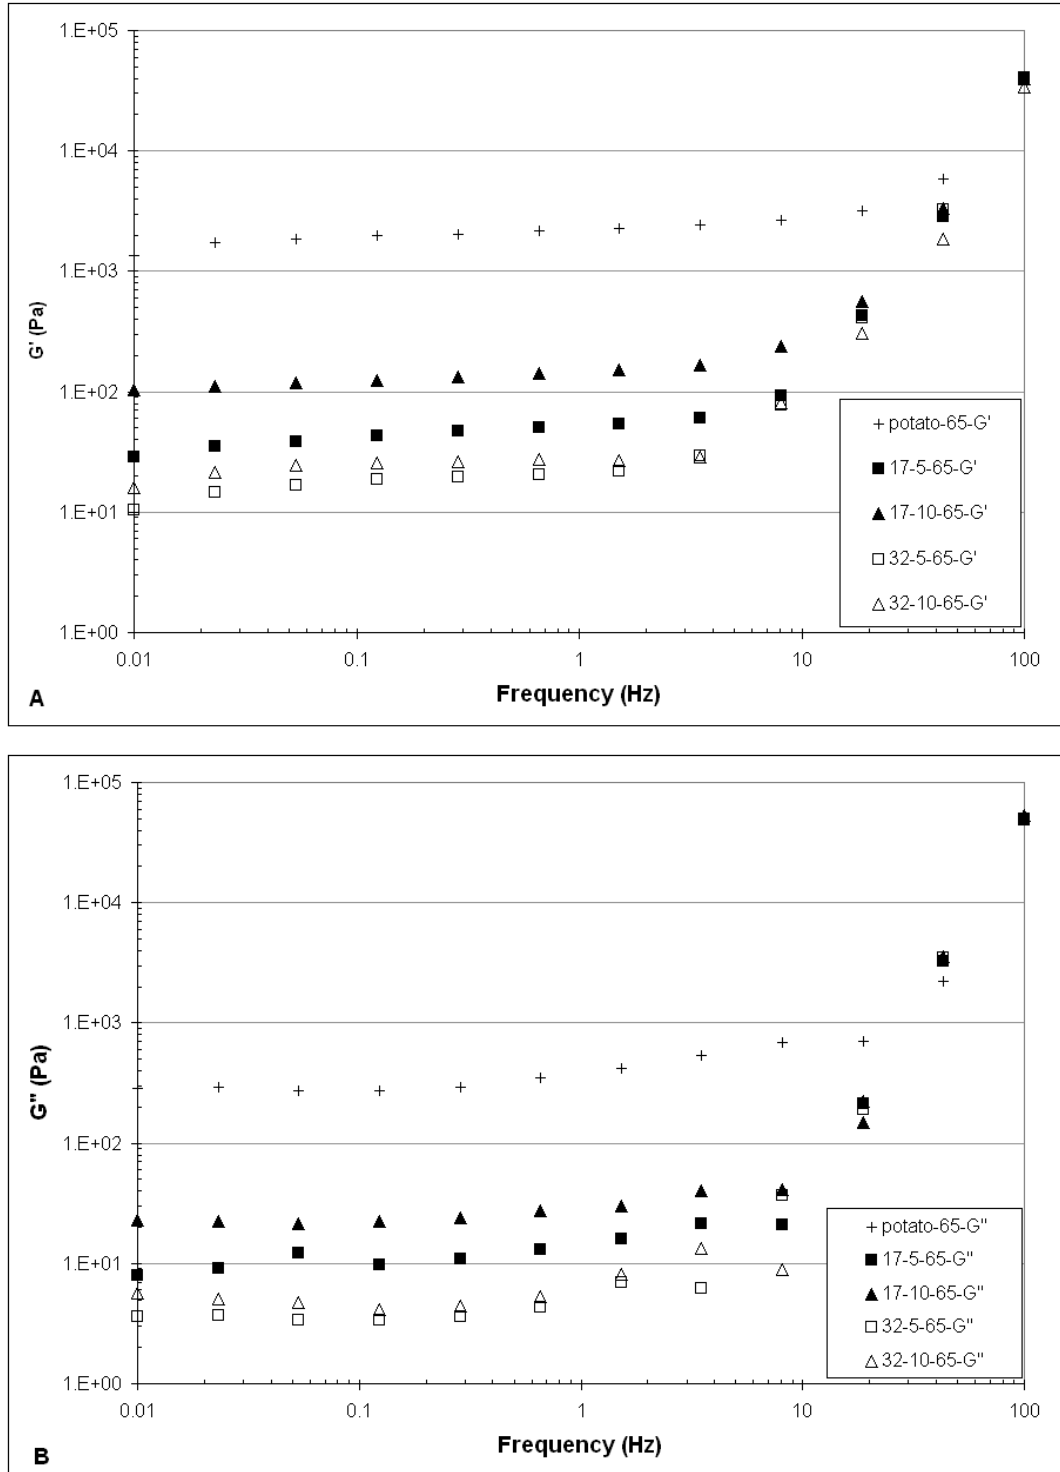 1.E+05
1.E+04
1.E+03
1.E+02
1.E+01
1.E+00
G' (Pa)
0.01 0.1 1 10 100
Frequency (Hz)
potato-65-G'
17-5-65-G'
17-10-65-G'
32-5-65-G'
32-10-65-G'
A
1.E+05
1.E+04
1.E+03
1.E+02
1.E+01
1.E+00
G" (Pa)
0.01 0.1 1 10 100
Frequency (Hz)
potato-65-G"
17-5-65-G"
17-10-65-G"
32-5-65-G"
32-10-65-G"
B